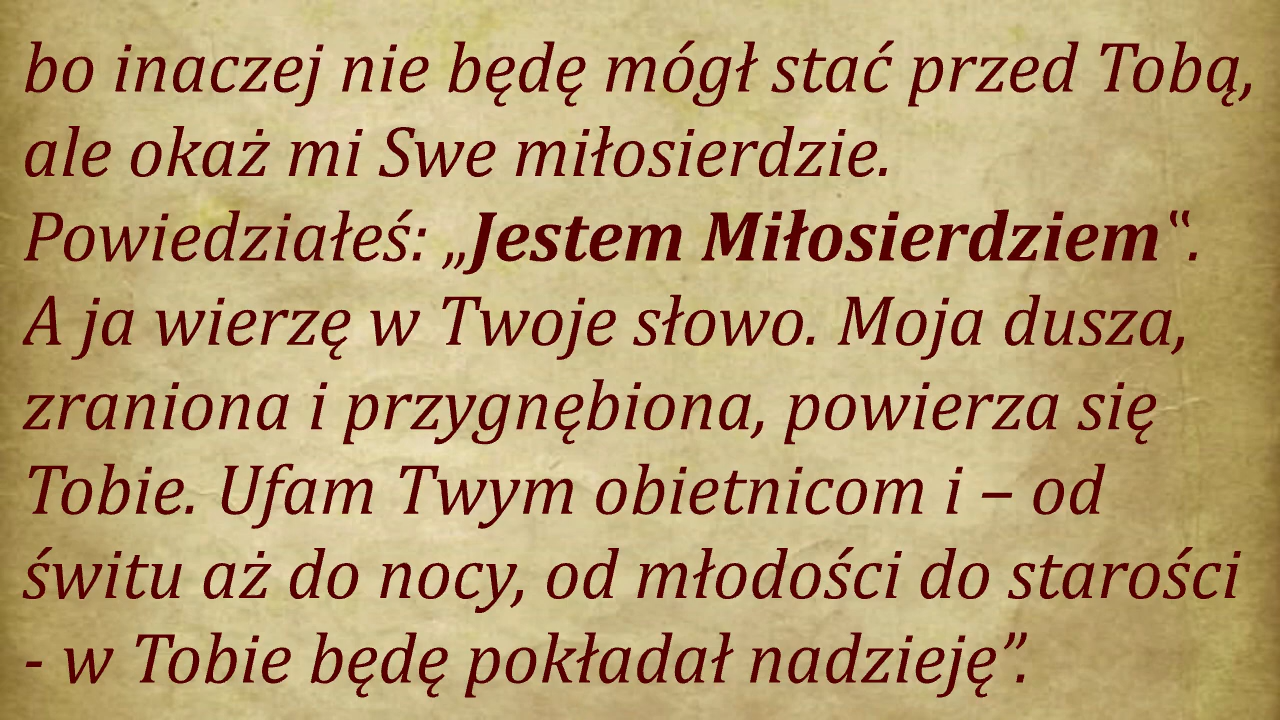 bo inaczej nie będę mógł stać przed Tobą,
ale okaż mi Swe miłosierdzie.
Powiedziałeś: „Jestem Miłosierdziem‟.
A ja wierzę w Twoje słowo. Moja dusza,
zraniona i przygnębiona, powierza się
Tobie. Ufam Twym obietnicom i – od
świtu aż do nocy, od młodości do starości
- w Tobie będę pokładał nadzieję”.